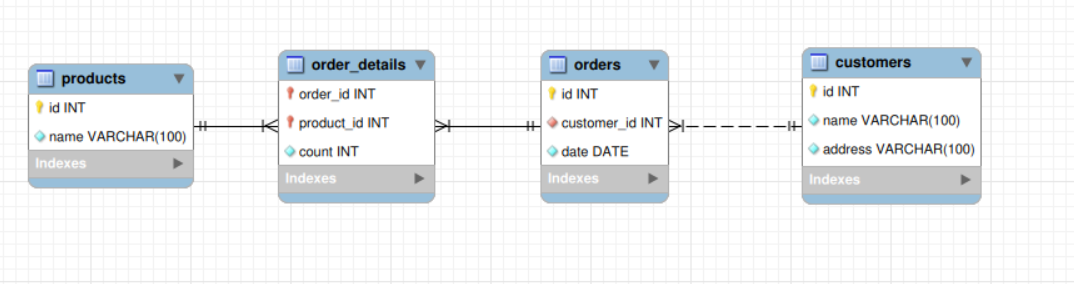 products
id INT
name VARCHAR(100)
Indexes
order_details
order_id INT
product_id INT
count INT
Indexes
orders
id INT
customer_id INT
date DATE
Indexes
customers
id INT
name VARCHAR(100)
address VARCHAR(100)
Indexes